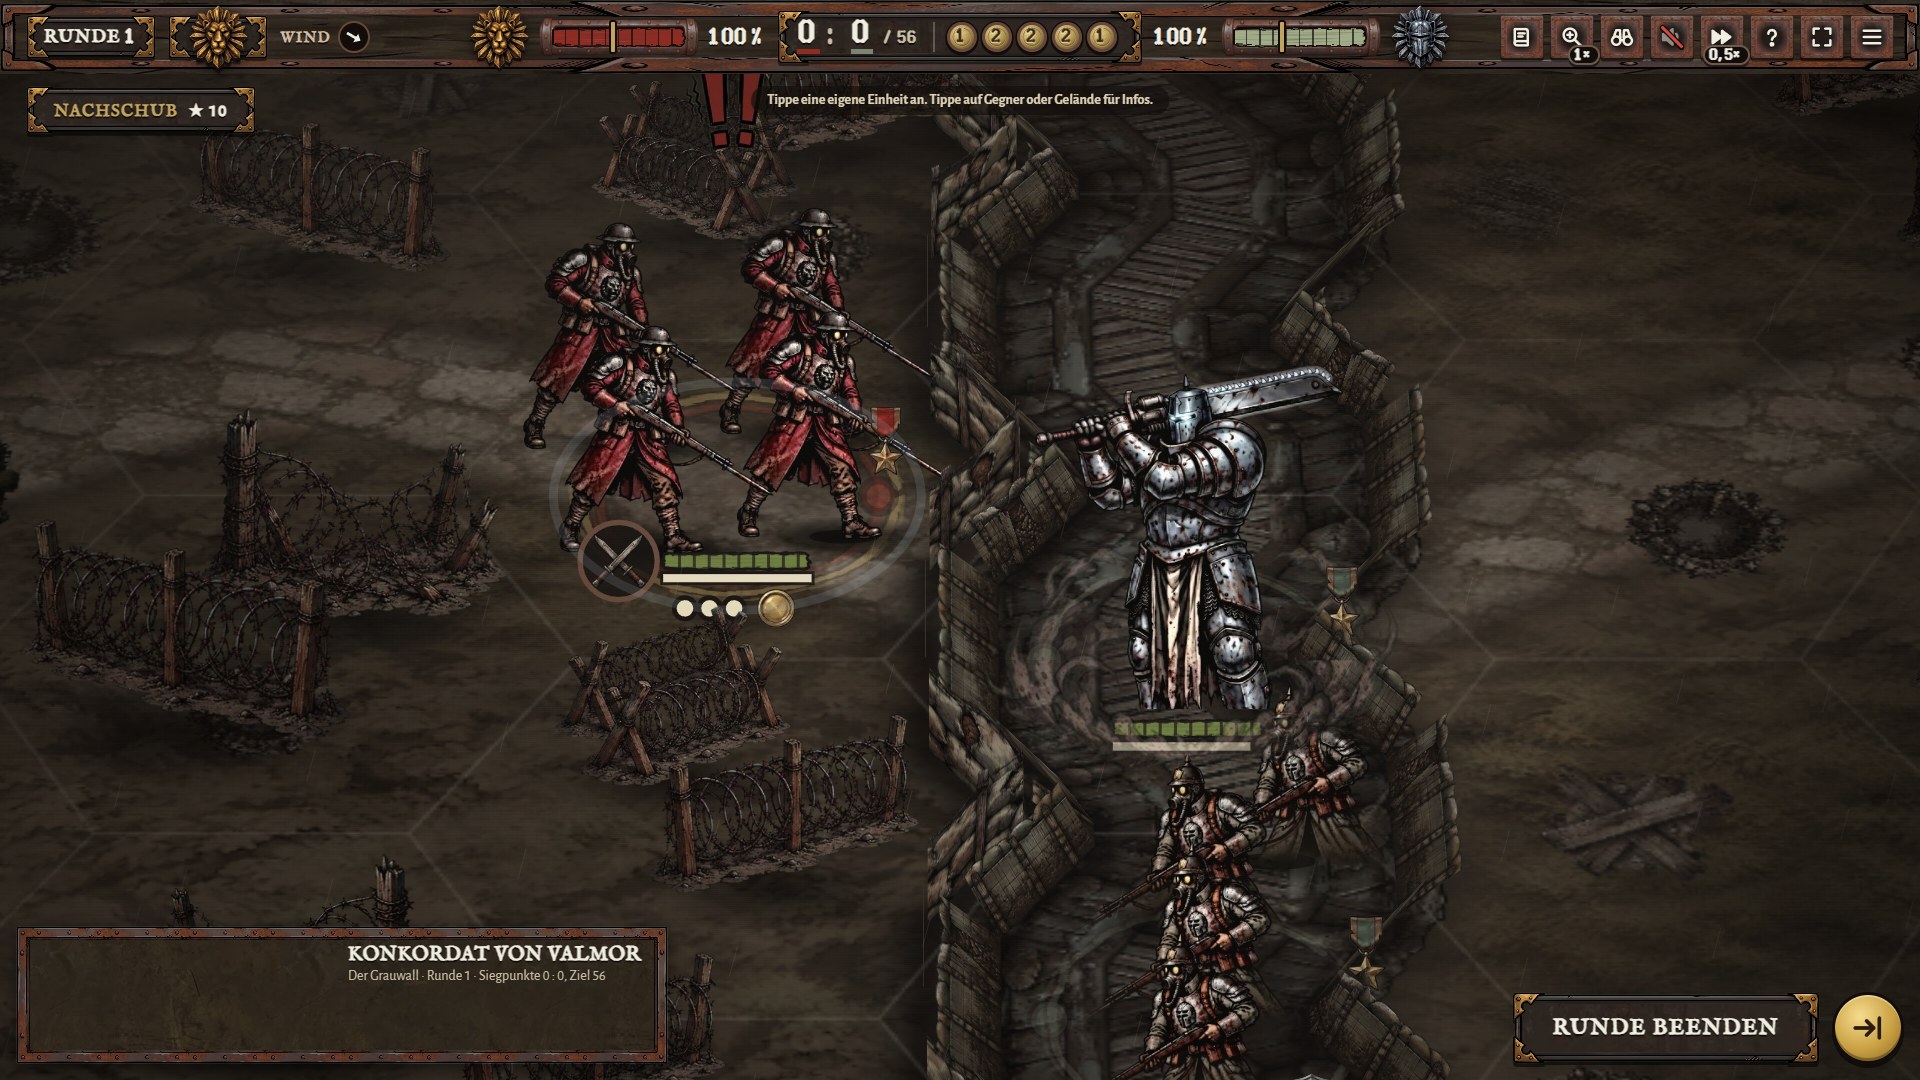 RUNDE 1
WIND
100 %
0 : 0 / 56
1 2 2 2 1
100 %
1×
0,5×
?
NACHSCHUB ★ 10
Tippe eine eigene Einheit an. Tippe auf Gegner oder Gelände für Infos.
!!
KONKORDAT VON VALMOR
Der Grauwall · Runde 1 · Siegpunkte 0 : 0, Ziel 56
RUNDE BEENDEN